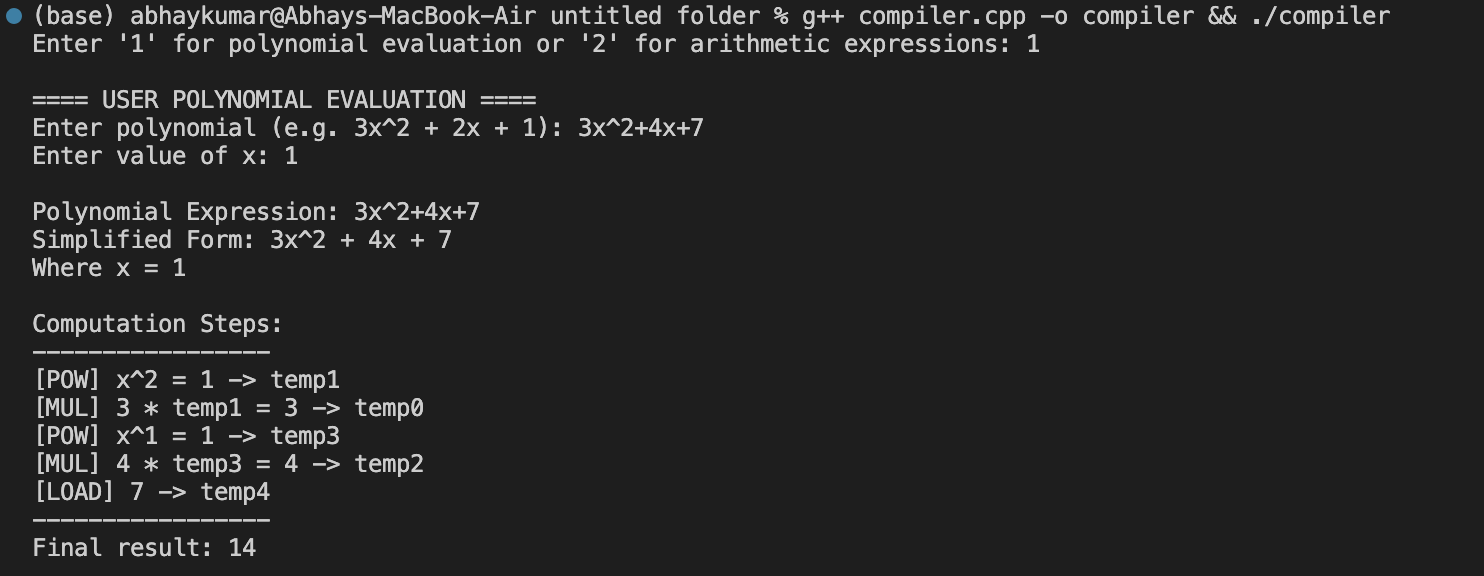 (base) abhaykumar@Abhays-MacBook-Air untitled folder % g++ compiler.cpp -o compiler && ./compiler
Enter '1' for polynomial evaluation or '2' for arithmetic expressions: 1
==== USER POLYNOMIAL EVALUATION ====
Enter polynomial (e.g. 3x^2 + 2x + 1): 3x^2+4x+7
Enter value of x: 1
Polynomial Expression: 3x^2+4x+7
Simplified Form: 3x^2 + 4x + 7
Where x = 1
Computation Steps:
-----------------
[POW] x^2 = 1 -> temp1
[MUL] 3 * temp1 = 3 -> temp0
[POW] x^1 = 1 -> temp3
[MUL] 4 * temp3 = 4 -> temp2
[LOAD] 7 -> temp4
-----------------
Final result: 14